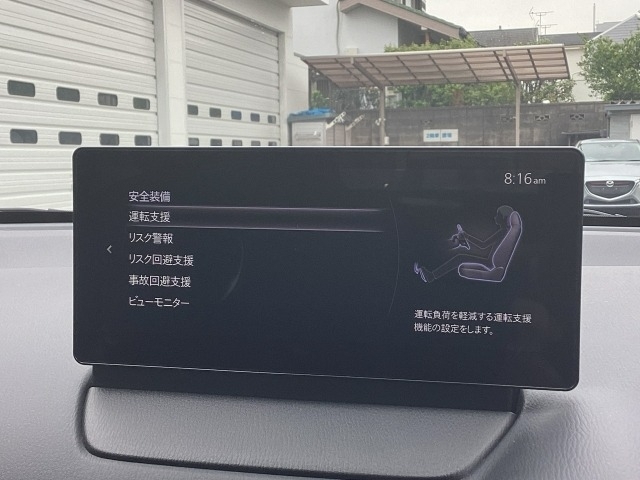 8:16am
安全装備
運転支援
リスク警報
リスク回避支援
事故回避支援
ビューモニター
運転負荷を軽減する運転支援
機能の設定をします。